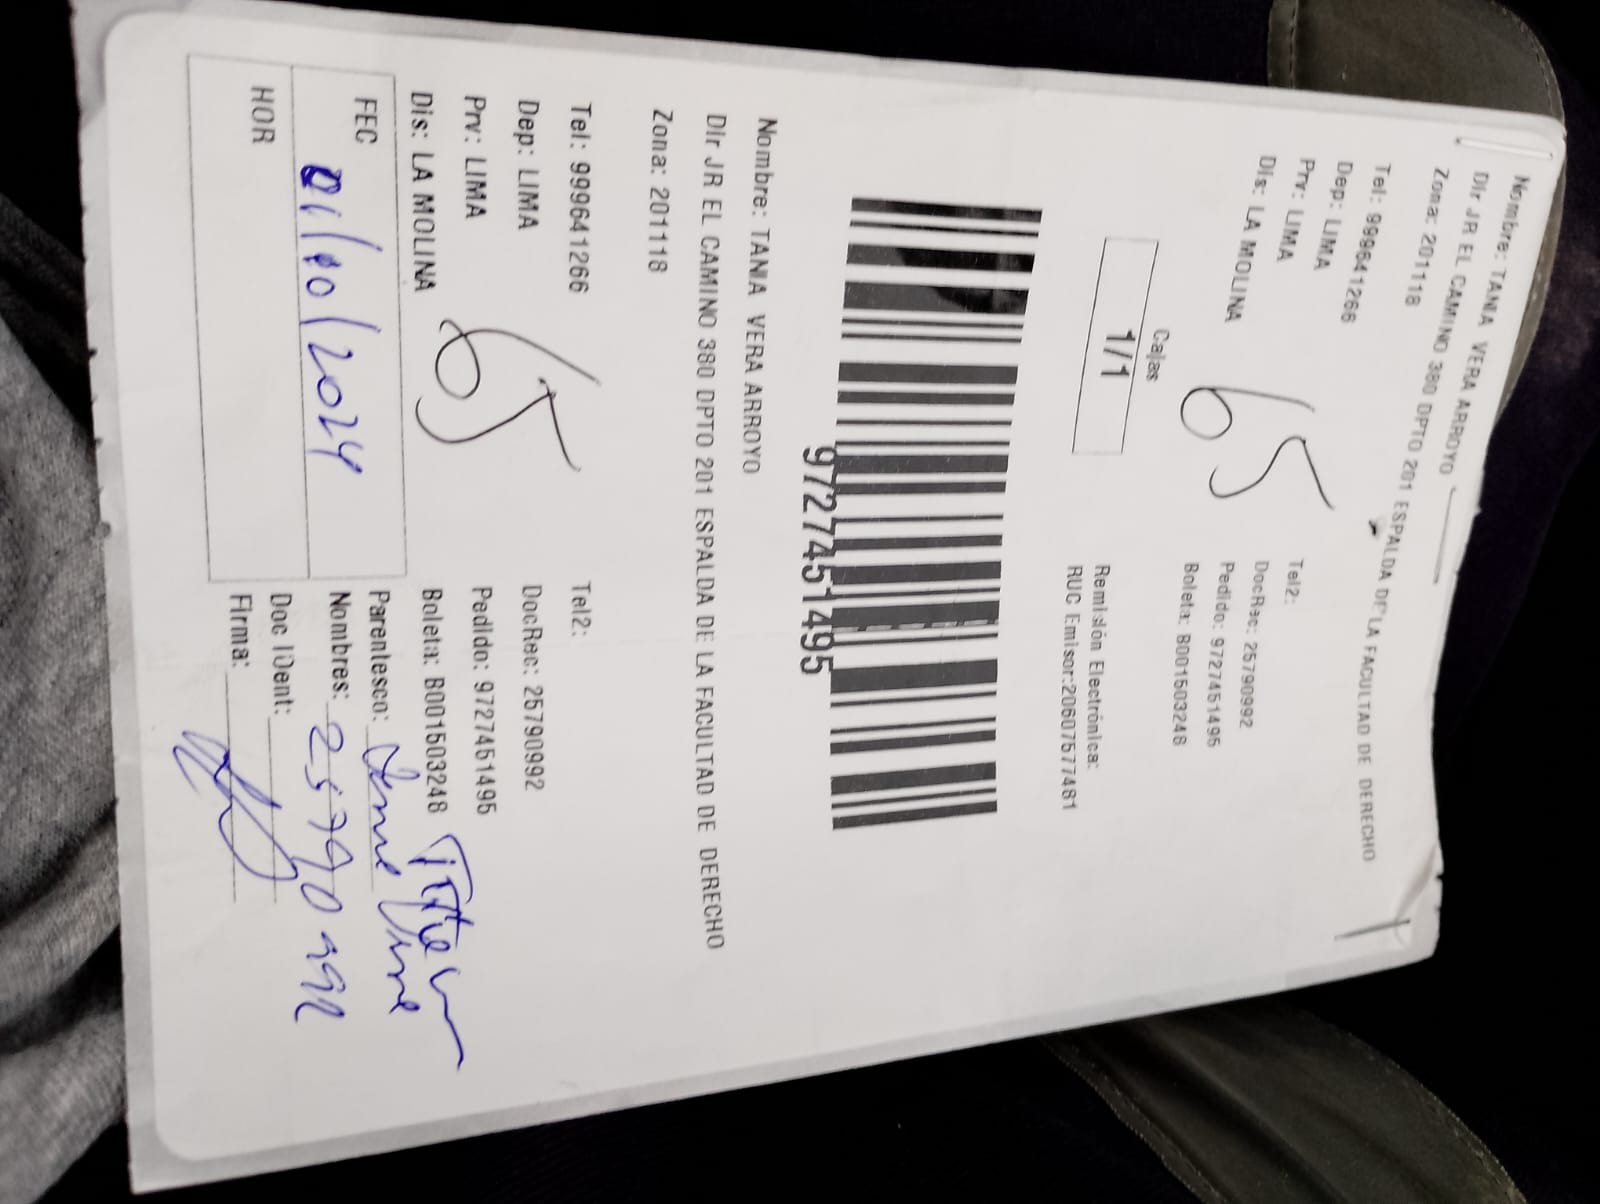 Nombre: TANIA VERA ARROYO
Dir JR EL CAMINO 380 DPTO 201 ESPALDA DE LA FACULTAD DE DERECHO
Zona: 201118
Tel: 999641266
Tel2:
Dep: LIMA
DocRec: 25790992
Prv: LIMA
Pedido: 9727451495
Dis: LA MOLINA
Boleta: B001503248
65
Cajas
1/1
Remisión Electrónica:
RUC Emisor:20607577481
9727451495
Nombre: TANIA VERA ARROYO
Dir JR EL CAMINO 380 DPTO 201 ESPALDA DE LA FACULTAD DE DERECHO
Zona: 201118
Tel: 999641266
Tel2:
Dep: LIMA
DocRec: 25790992
Prv: LIMA
Pedido: 9727451495
Dis: LA MOLINA
Boleta: B001503248
65
FEC 01/10/2024
Parentesco:
Nombres: 25790992
HOR
Doc IDent:
Firma: